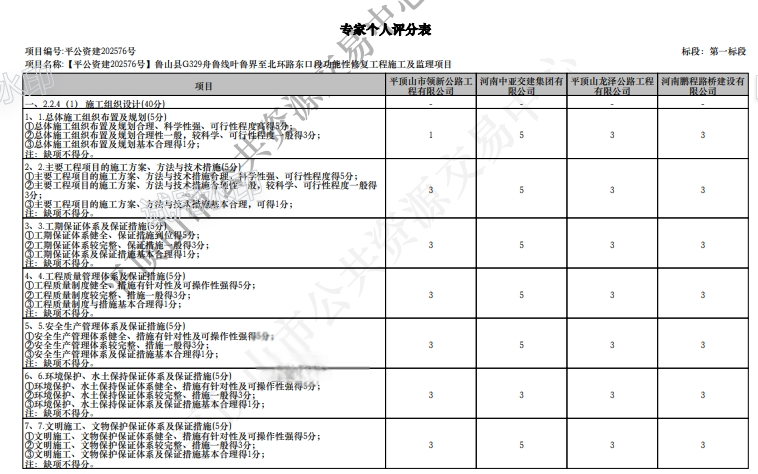 专家个人评分表
项目编号:平公资建202576号
标段：第一标段
项目名称:【平公资建202576号】鲁山县G329舟鲁线叶鲁界至北环路东口段功能性修复工程施工及监理项目
项目 平顶山市领新公路工程有限公司 河南中亚交建集团有限公司 平顶山龙泽公路工程有限公司 河南鹏程路桥建设有限公司
一、2.2.4（1） 施工组织设计(40分) - - - -
1、1.总体施工组织布置及规划(5分)
①总体施工组织布置及规划合理、科学性强、可行性程度高得5分；
②总体施工组织布置及规划合理性一般，较科学、可行性程度一般得3分；
③总体施工组织布置及规划基本合理得1分；
注：缺项不得分。
1 5 3 3
2、2.主要工程项目的施工方案、方法与技术措施(5分)
①主要工程项目的施工方案、方法与技术措施合理、科学性强、可行性程度得5分；
②主要工程项目的施工方案、方法与技术措施合理性一般，较科学、可行性程度一般得
3分；
③主要工程项目的施工方案、方法与技术措施基本合理，可得1分；
注：缺项不得分。
3 5 3 3
3、3.工期保证体系及保证措施(5分)
①工期保证体系健全、保证措施到位得5分；
②工期保证体系较完整、保证措施一般得3分；
③工期保证体系及保证措施基本合理得1分；
注：缺项不得分。
3 5 3 3
4、4.工程质量管理体系及保证措施(5分)
①工程质量制度健全、措施有针对性及可操作性强得5分；
②工程质量制度较完整、措施一般得3分；
③工程质量制度与措施基本合理得1分；
注：缺项不得分。
3 5 3 3
5、5.安全生产管理体系及保证措施(5分)
①安全生产管理体系健全、措施有针对性及可操作性强得5分；
②安全生产管理体系较完整、措施一般得3分；
③安全生产管理体系及保证措施基本合理得1分；
注：缺项不得分。
3 5 3 3
6、6.环境保护、水土保持保证体系及保证措施(5分)
①环境保护、水土保持保证体系健全、措施有针对性及可操作性强得5分；
②环境保护、水土保持保证体系较完整、措施一般得3分；
③环境保护、水土保持保证体系及保证措施基本合理得1分；
注：缺项不得分。
3 3 3 3
7、7.文明施工、文物保护保证体系及保证措施(5分)
①文明施工、文物保护保证体系健全、措施有针对性及可操作性强得5分；
②文明施工、文物保护保证体系较完整、措施一般得3分；
③文明施工、文物保护保证体系及保证措施基本合理得1分；
注：缺项不得分。
3 5 3 3